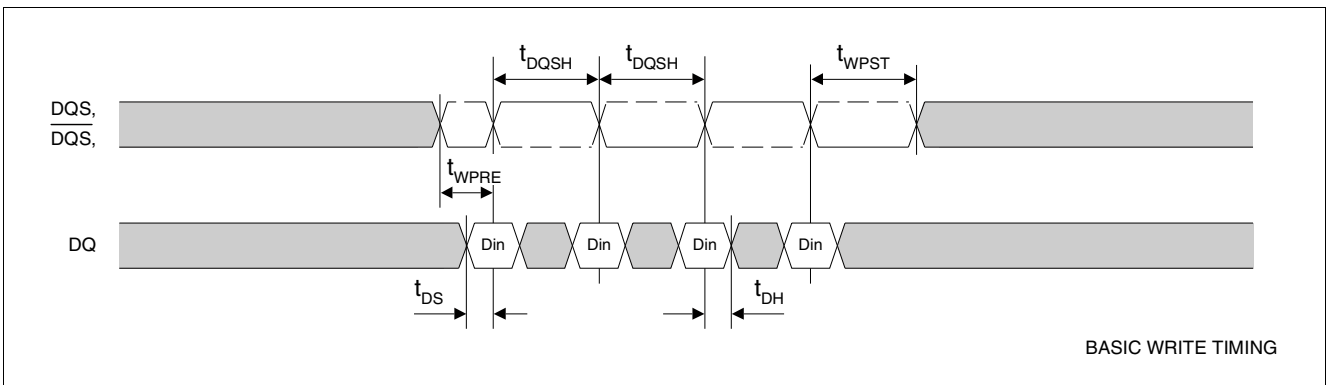 tDQSH tDQSH tWPST
DQS,
DQS,
tWPRE
DQ Din Din Din Din
tDS tDH
BASIC WRITE TIMING